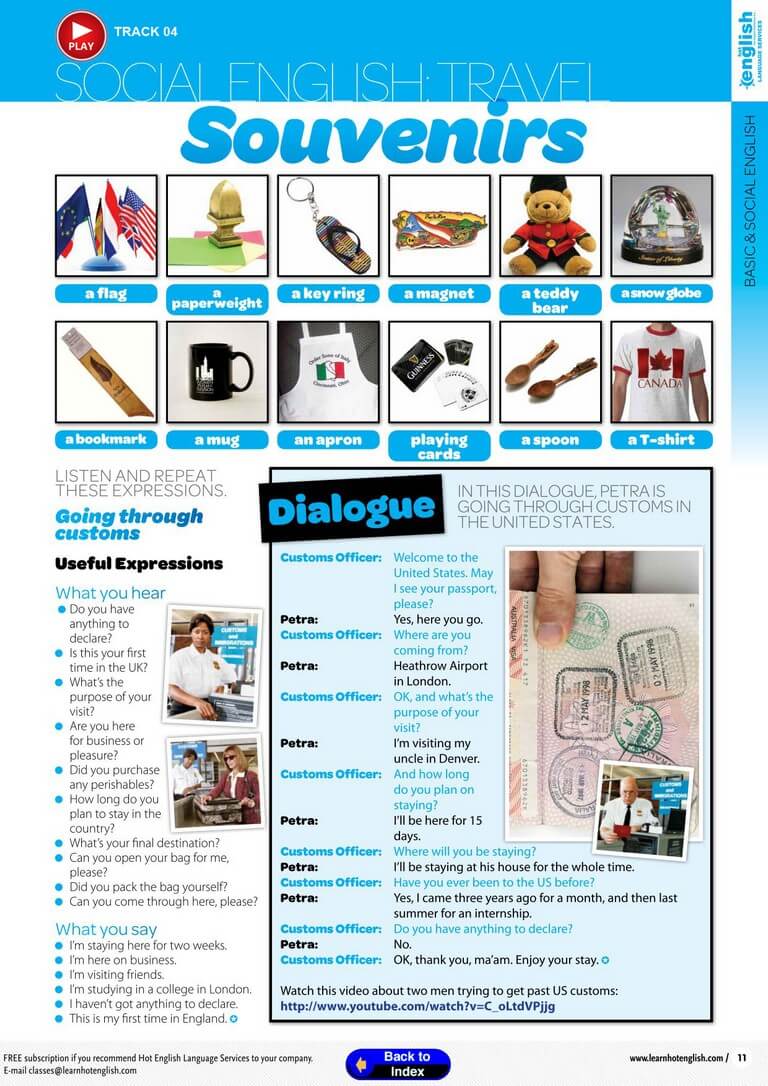 PLAY
TRACK 04
hot
english
LANGUAGE SERVICES
SOCIAL ENGLISH: TRAVEL
Souvenirs
BASIC & SOCIAL ENGLISH
a flag
a
paperweight
a key ring
a magnet
a teddy
bear
a snow globe
GUINNESS
CANADA
a bookmark
a mug
an apron
playing
cards
a spoon
a T-shirt
LISTEN AND REPEAT
THESE EXPRESSIONS.
Going through
customs
Useful Expressions
What you hear
Do you have
anything to
declare?
Is this your first
time in the UK?
What's the
purpose of your
visit?
Are you here
for business or
pleasure?
Did you purchase
any perishables?
How long do you
plan to stay in the
country?
What's your final destination?
Can you open your bag for me,
please?
Did you pack the bag yourself?
Can you come through here, please?
What you say
I'm staying here for two weeks.
I'm here on business.
I'm visiting friends.
I'm studying in a college in London.
I haven't got anything to declare.
This is my first time in England.
Dialogue
IN THIS DIALOGUE, PETRA IS
GOING THROUGH CUSTOMS IN
THE UNITED STATES.
Customs Officer: Welcome to the
United States. May
I see your passport,
please?
Petra: Yes, here you go.
Customs Officer: Where are you
coming from?
Petra: Heathrow Airport
in London.
Customs Officer: OK, and what's the
purpose of your
visit?
Petra: I'm visiting my
uncle in Denver.
Customs Officer: And how long
do you plan on
staying?
Petra: I'll be here for 15
days.
Customs Officer: Where will you be staying?
Petra: I'll be staying at his house for the whole time.
Customs Officer: Have you ever been to the US before?
Petra: Yes, I came three years ago for a month, and then last
summer for an internship.
Customs Officer: Do you have anything to declare?
Petra: No.
Customs Officer: OK, thank you, ma'am. Enjoy your stay.
Watch this video about two men trying to get past US customs:
http://www.youtube.com/watch?v=C_oLtdVPjjg
CUSTOMS
and
IMMIGRATIONS
12 MAY 1998
02 MAY 1998
FREE subscription if you recommend Hot English Language Services to your company.
E-mail classes@learnhotenglish.com
Back to
Index
www.learnhotenglish.com / 11